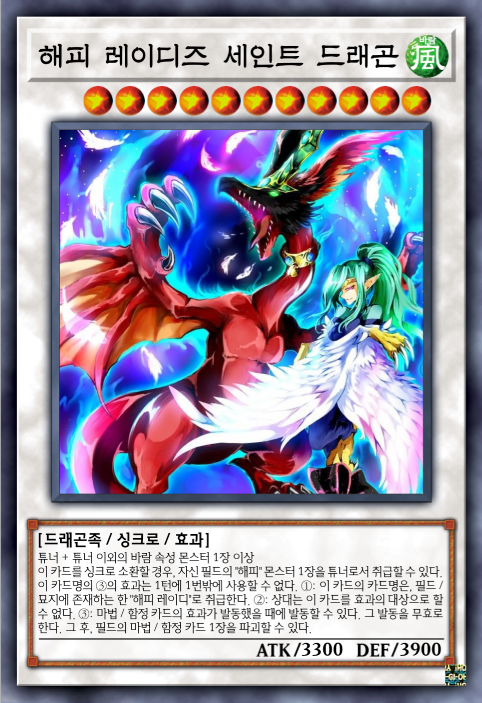 해피 레이디즈 세인트 드래곤
바람
風
[드래곤족 / 싱크로 / 효과]
튜너 + 튜너 이외의 바람 속성 몬스터 1장 이상
이 카드를 싱크로 소환할 경우, 자신 필드의 "해피" 몬스터 1장을 튜너로서 취급할 수 있다.
이 카드명의 ③의 효과는 1턴에 1번밖에 사용할 수 없다. ①: 이 카드의 카드명은, 필드 /
묘지에 존재하는 한 "해피 레이디"로 취급한다. ②: 상대는 이 카드를 효과의 대상으로 할
수 없다. ③: 마법 / 함정 카드의 효과가 발동했을 때에 발동할 수 있다. 그 발동을 무효로
한다. 그 후, 필드의 마법 / 함정 카드 1장을 파괴할 수 있다.
ATK/3300 DEF/3900